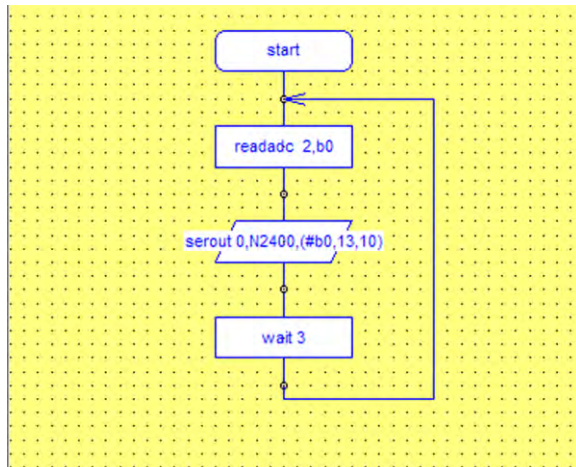 start
readadc 2,b0
serout 0,N2400,(#b0,13,10)
wait 3